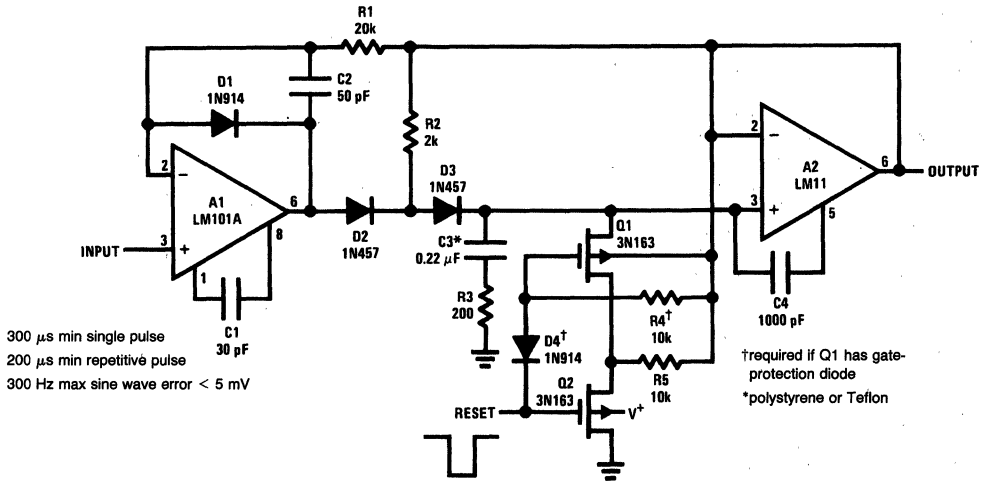 R1
20k
C2
50 pF
D1
1N914
R2
2k
2
−
A1
LM101A
6
8
3
+
1
INPUT
C1
30 pF
D2
1N457
D3
1N457
C3*
0.22 μF
R3
200
Q1
3N163
R4†
10k
D4†
1N914
R5
10k
Q2
3N163
V+
RESET
2
−
A2
LM11
6
OUTPUT
3
+
5
C4
1000 pF
300 μs min single pulse
200 μs min repetitive pulse
300 Hz max sine wave error < 5 mV
†required if Q1 has gate-
protection diode
*polystyrene or Teflon